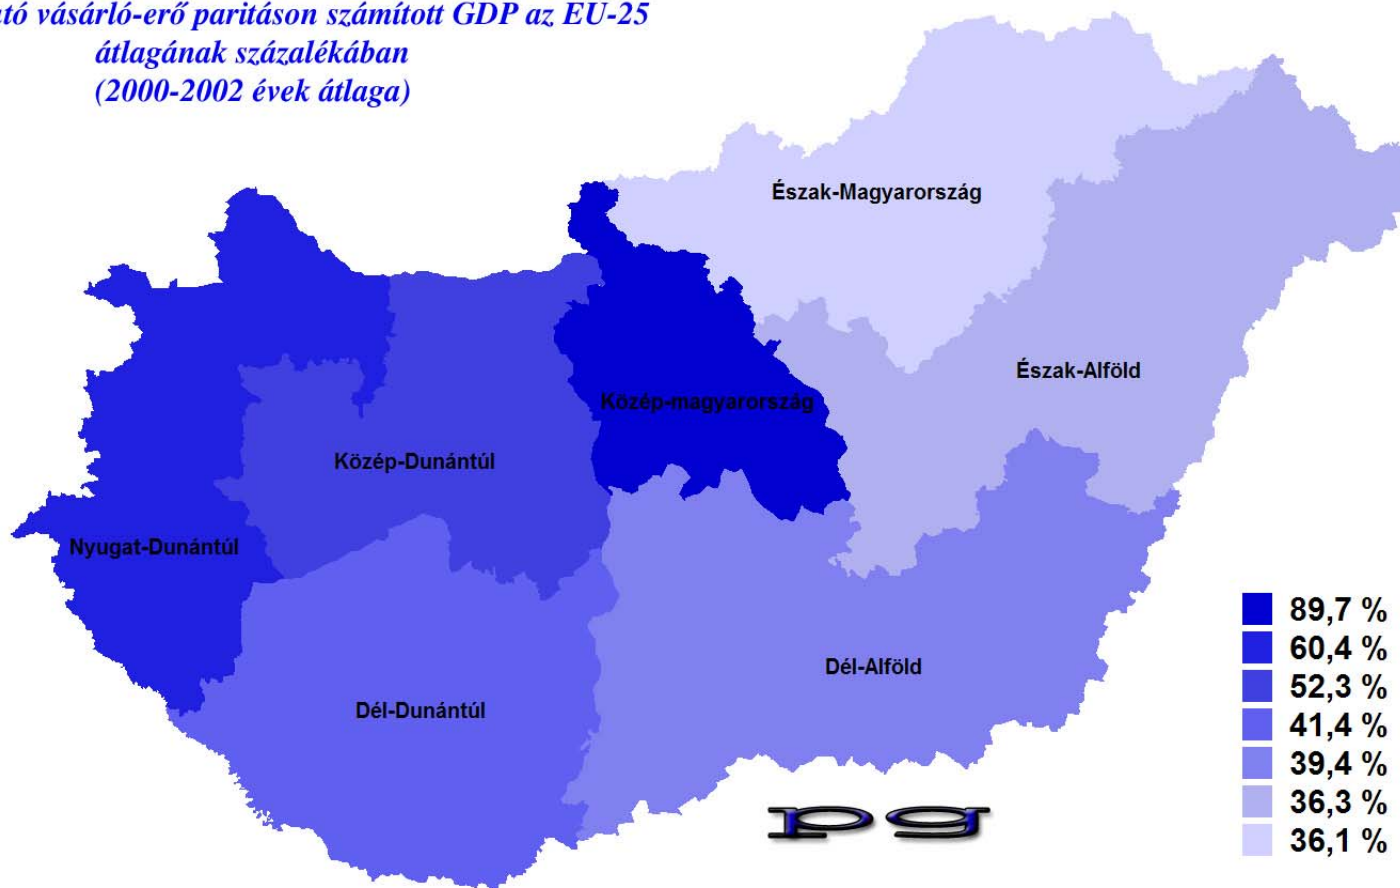 vásárló-erő paritáson számított GDP az EU-25
átlagának százalékában
(2000-2002 évek átlaga)
Észak-Magyarország
Észak-Alföld
Közép-magyarország
Közép-Dunántúl
Nyugat-Dunántúl
Dél-Alföld
Dél-Dunántúl
89,7 %
60,4 %
52,3 %
41,4 %
39,4 %
36,3 %
36,1 %
pg